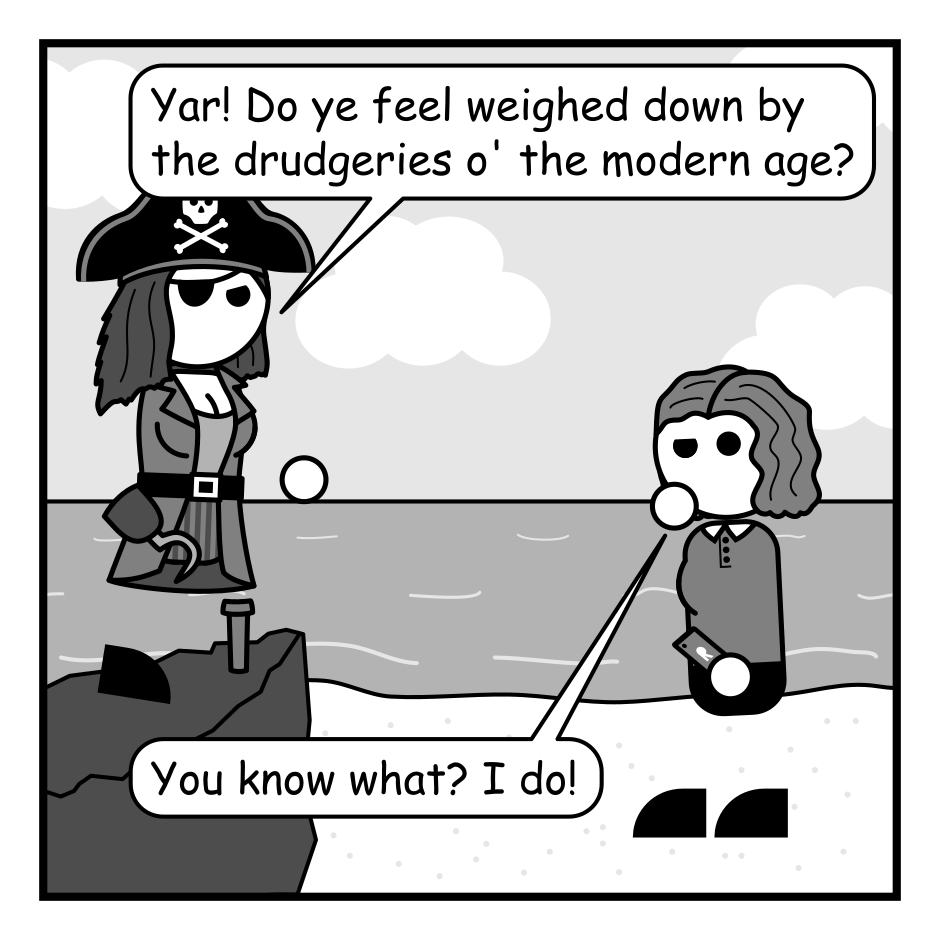 Yar! Do ye feel weighed down by
the drudgeries o' the modern age?
You know what? I do!